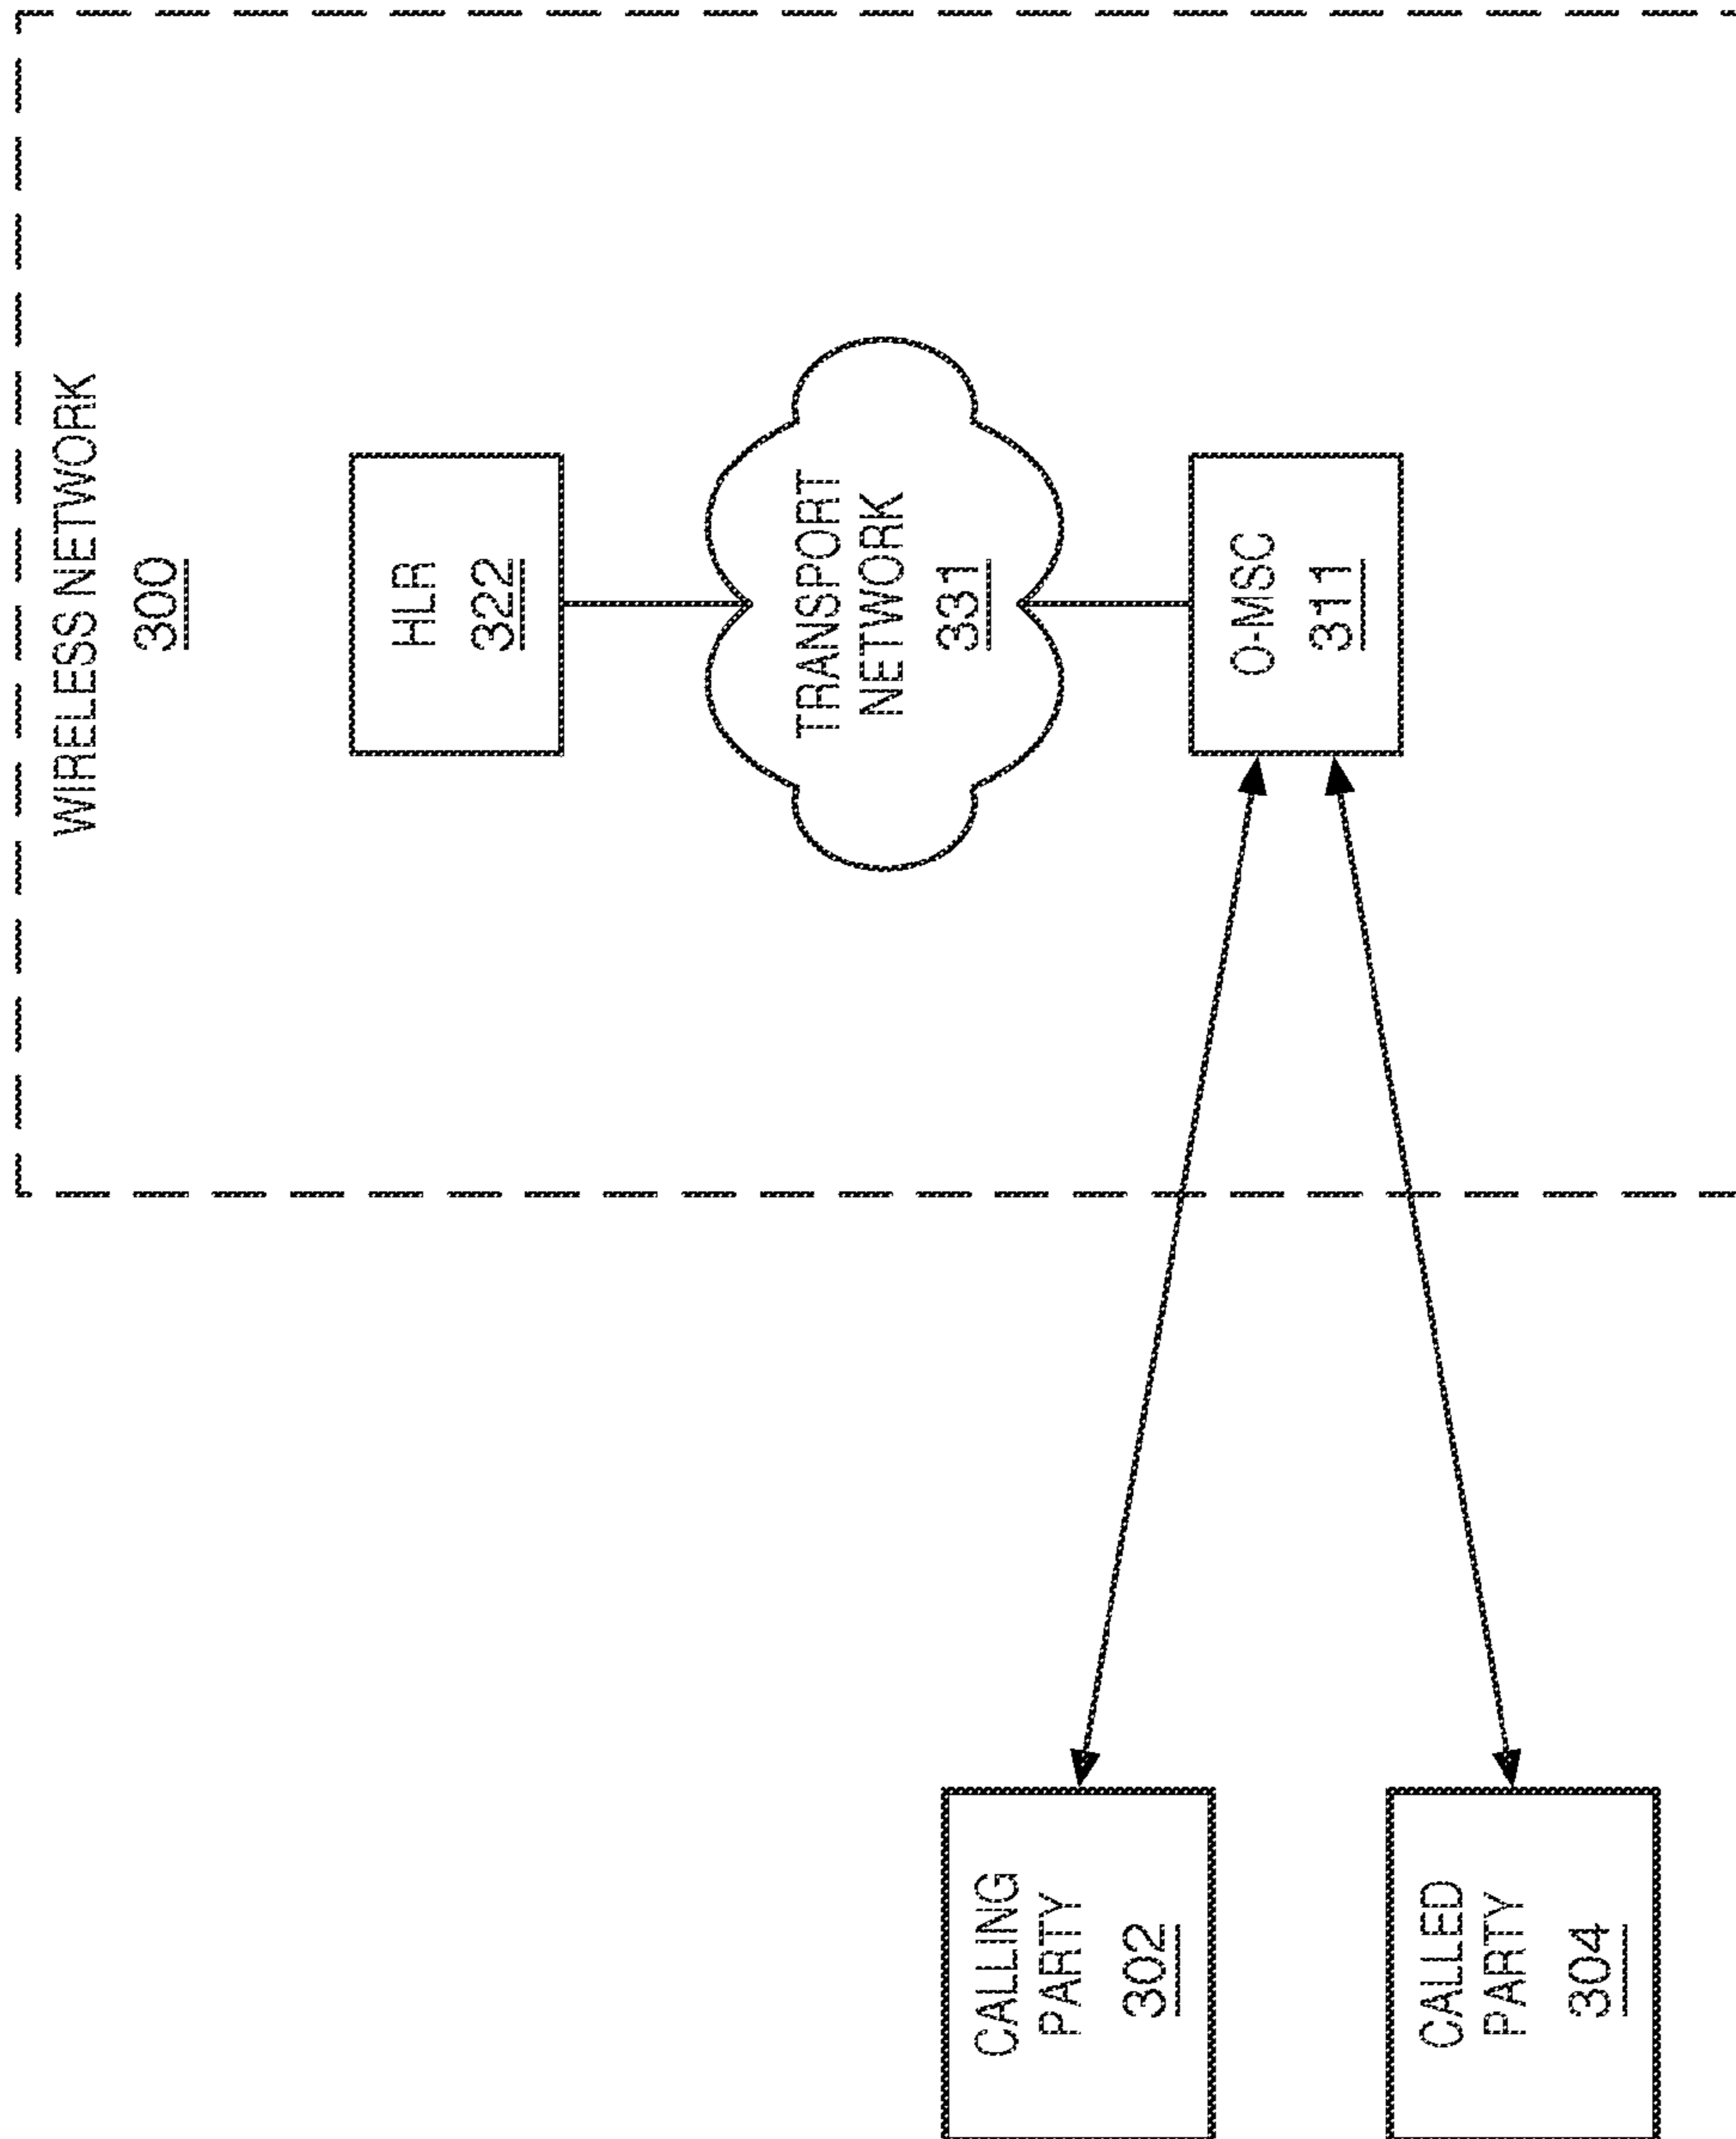 WIRELESS NETWORK
300
HLR
322
TRANSPORT
NETWORK
331
O-MSC
311
CALLING
PARTY
302
CALLED
PARTY
304